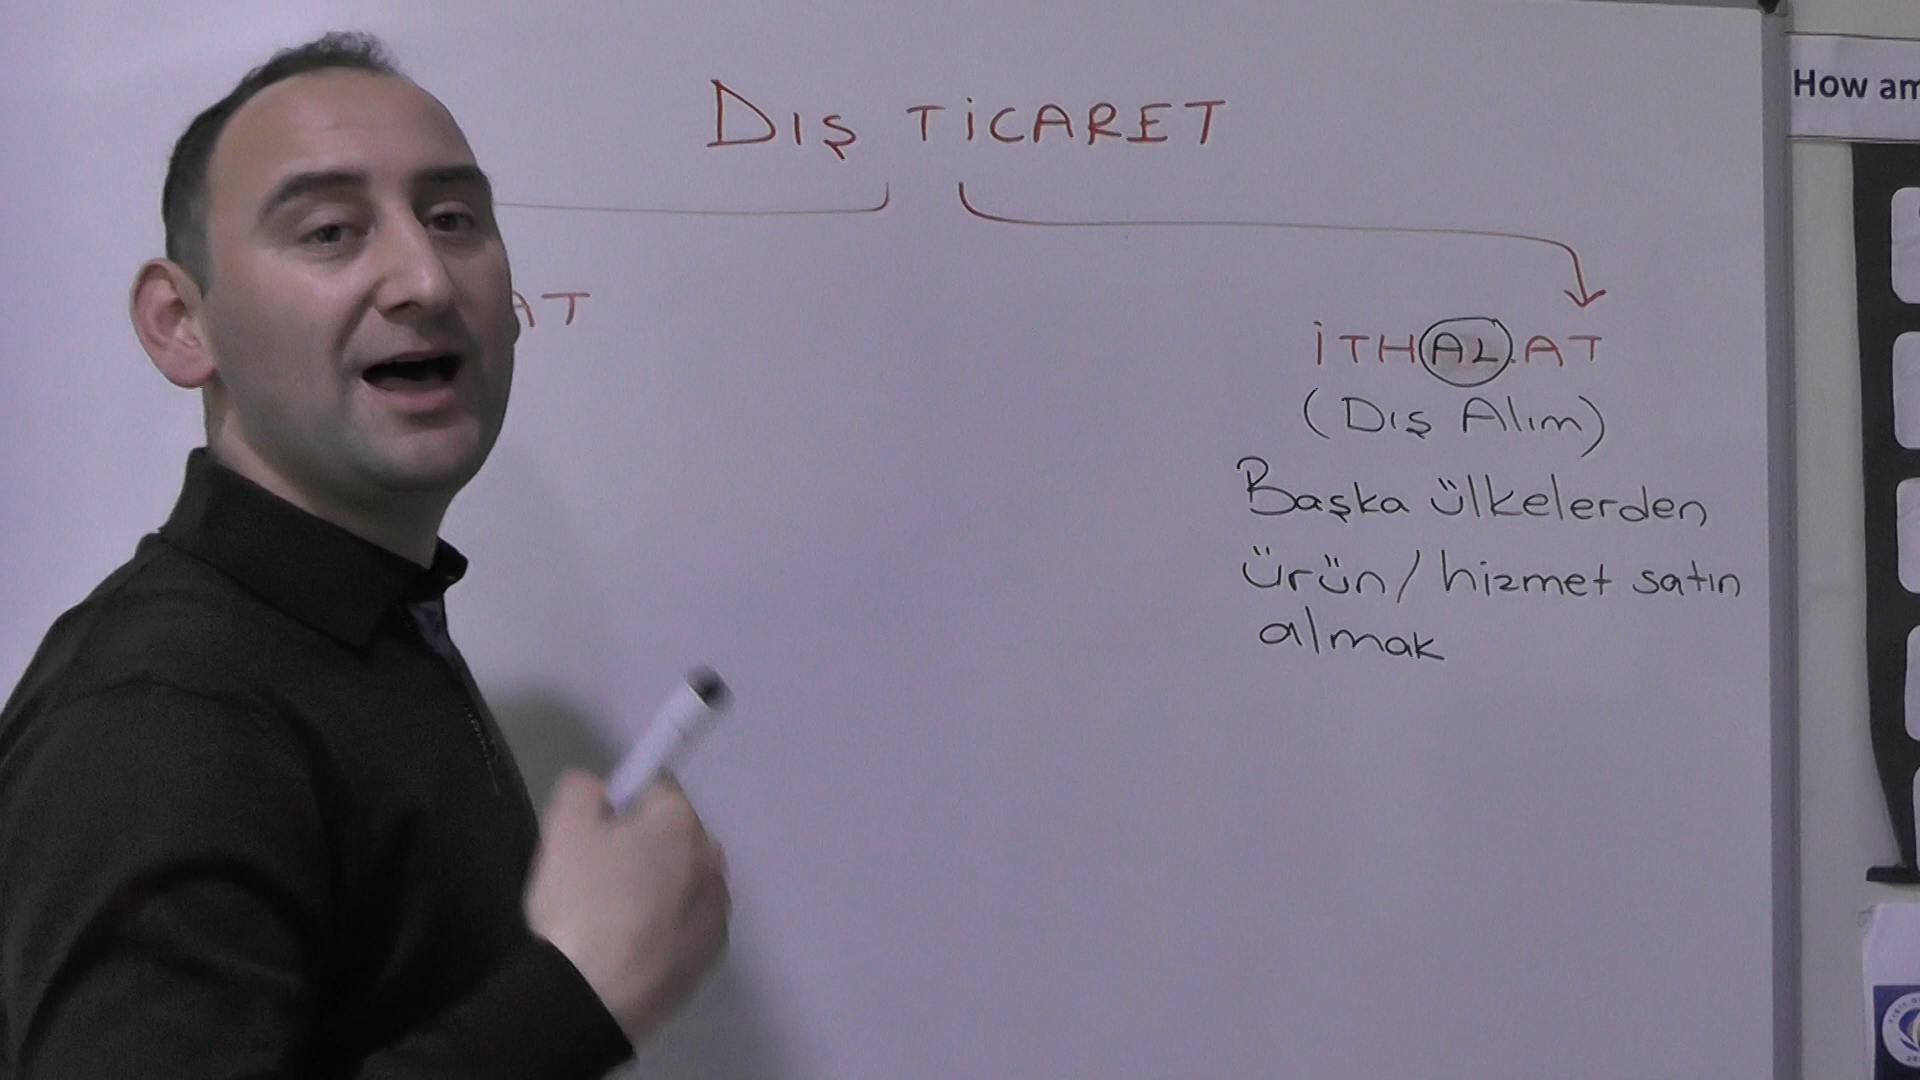 DIŞ TİCARET
AT
İTHALAT
(Dış Alım)
Başka ülkelerden
ürün / hizmet satın
almak
How am